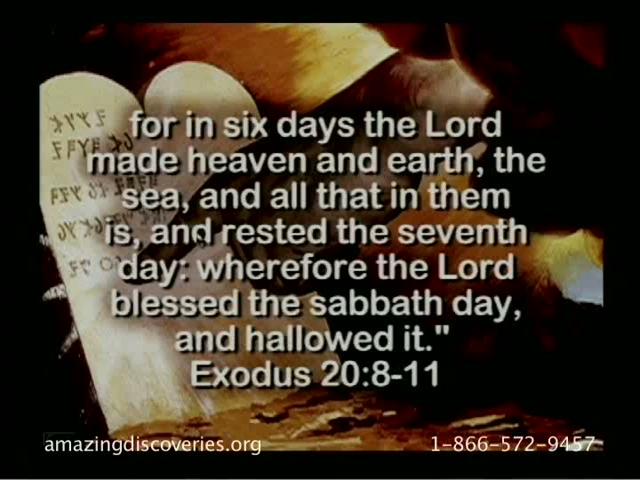 for in six days the Lord
made heaven and earth, the
sea, and all that in them
is, and rested the seventh
day: wherefore the Lord
blessed the sabbath day,
and hallowed it."
Exodus 20:8-11
amazingdiscoveries.org
1-866-572-9457